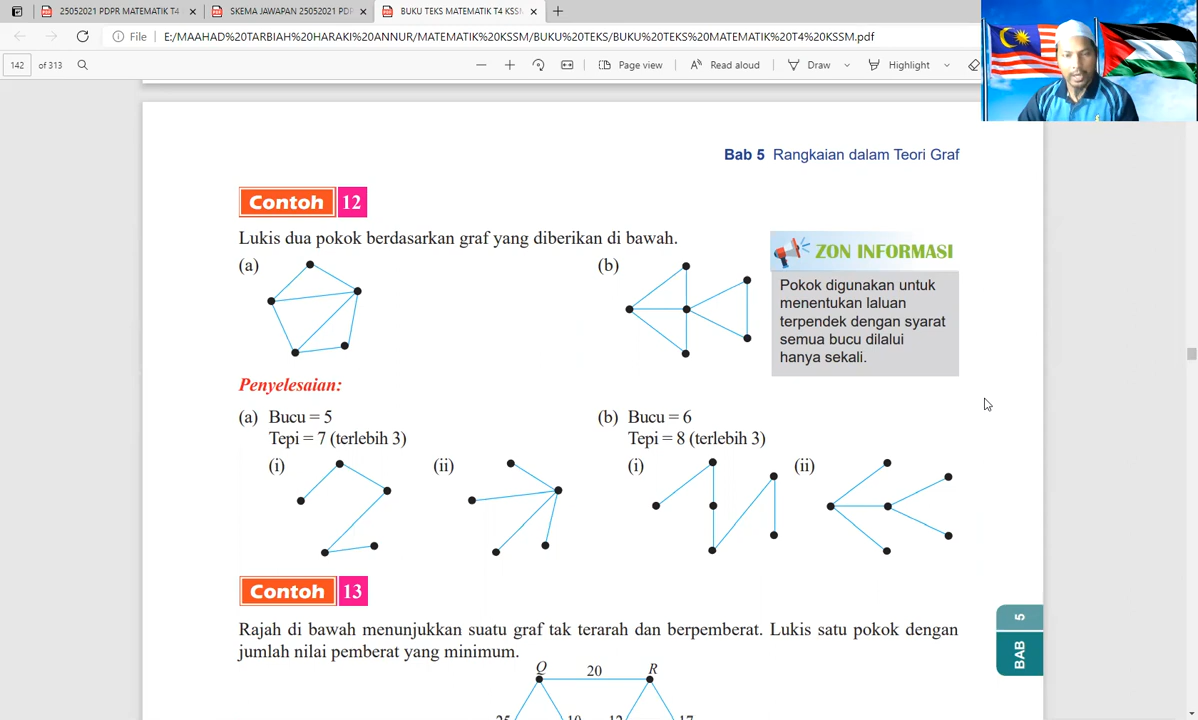 25052021 PDPR MATEMATIK T4
SKEMA JAWAPAN 25052021 PDP
BUKU TEKS MATEMATIK T4 KSSM
File
E:/MAAHAD%20TARBIAH%20HARAKI%20ANNUR/MATEMATIK%20KSSM/BUKU%20TEKS/BUKU%20TEKS%20MATEMATIK%20T4%20KSSM.pdf
142 of 313
Page view
Read aloud
Draw
Highlight
Bab 5 Rangkaian dalam Teori Graf
Contoh 12
Lukis dua pokok berdasarkan graf yang diberikan di bawah.
(a)
(b)
ZON INFORMASI
Pokok digunakan untuk
menentukan laluan
terpendek dengan syarat
semua bucu dilalui
hanya sekali.
Penyelesaian:
(a) Bucu = 5
Tepi = 7 (terlebih 3)
(i)
(ii)
(b) Bucu = 6
Tepi = 8 (terlebih 3)
(i)
(ii)
Contoh 13
Rajah di bawah menunjukkan suatu graf tak terarah dan berpemberat. Lukis satu pokok dengan
jumlah nilai pemberat yang minimum.
Q 20 R
25 10 12 17
5
BAB